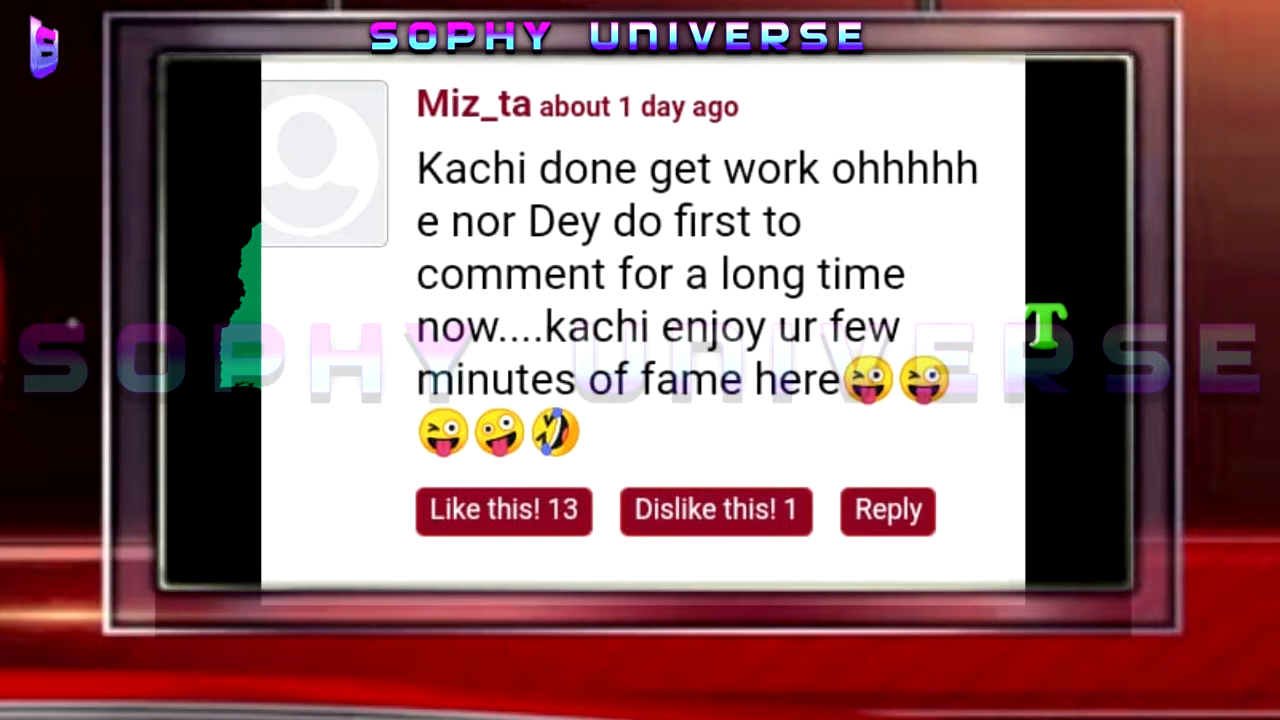 SOPHY UNIVERSE
Miz_ta about 1 day ago
Kachi done get work ohhhhh
e nor Dey do first to
comment for a long time
now....kachi enjoy ur few
minutes of fame here😜😜
😜🤪🤣
Like this! 13 Dislike this! 1 Reply
T
SOPHY UNIVERSE